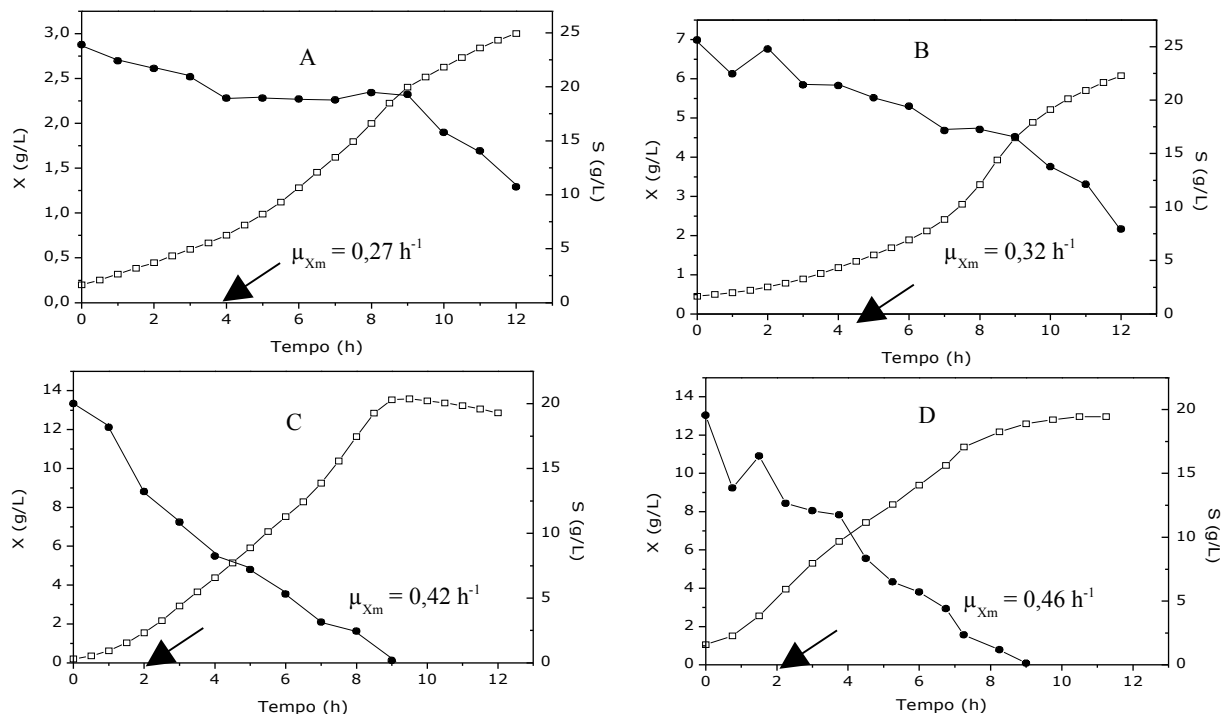 A
X (g/L)
3,0
2,5
2,0
1,5
1,0
0,5
0,0
25
20
15
10
5
0
S (g/L)
μXm = 0,27 h-1
0 2 4 6 8 10 12
Tempo (h)
B
X (g/L)
7
6
5
4
3
2
1
0
25
20
15
10
5
0
S (g/L)
μXm = 0,32 h-1
0 2 4 6 8 10 12
Tempo (h)
C
X (g/L)
14
12
10
8
6
4
2
0
20
15
10
5
0
S (g/L)
μXm = 0,42 h-1
0 2 4 6 8 10 12
Tempo (h)
D
X (g/L)
14
12
10
8
6
4
2
0
20
15
10
5
0
S (g/L)
μXm = 0,46 h-1
0 2 4 6 8 10 12
Tempo (h)